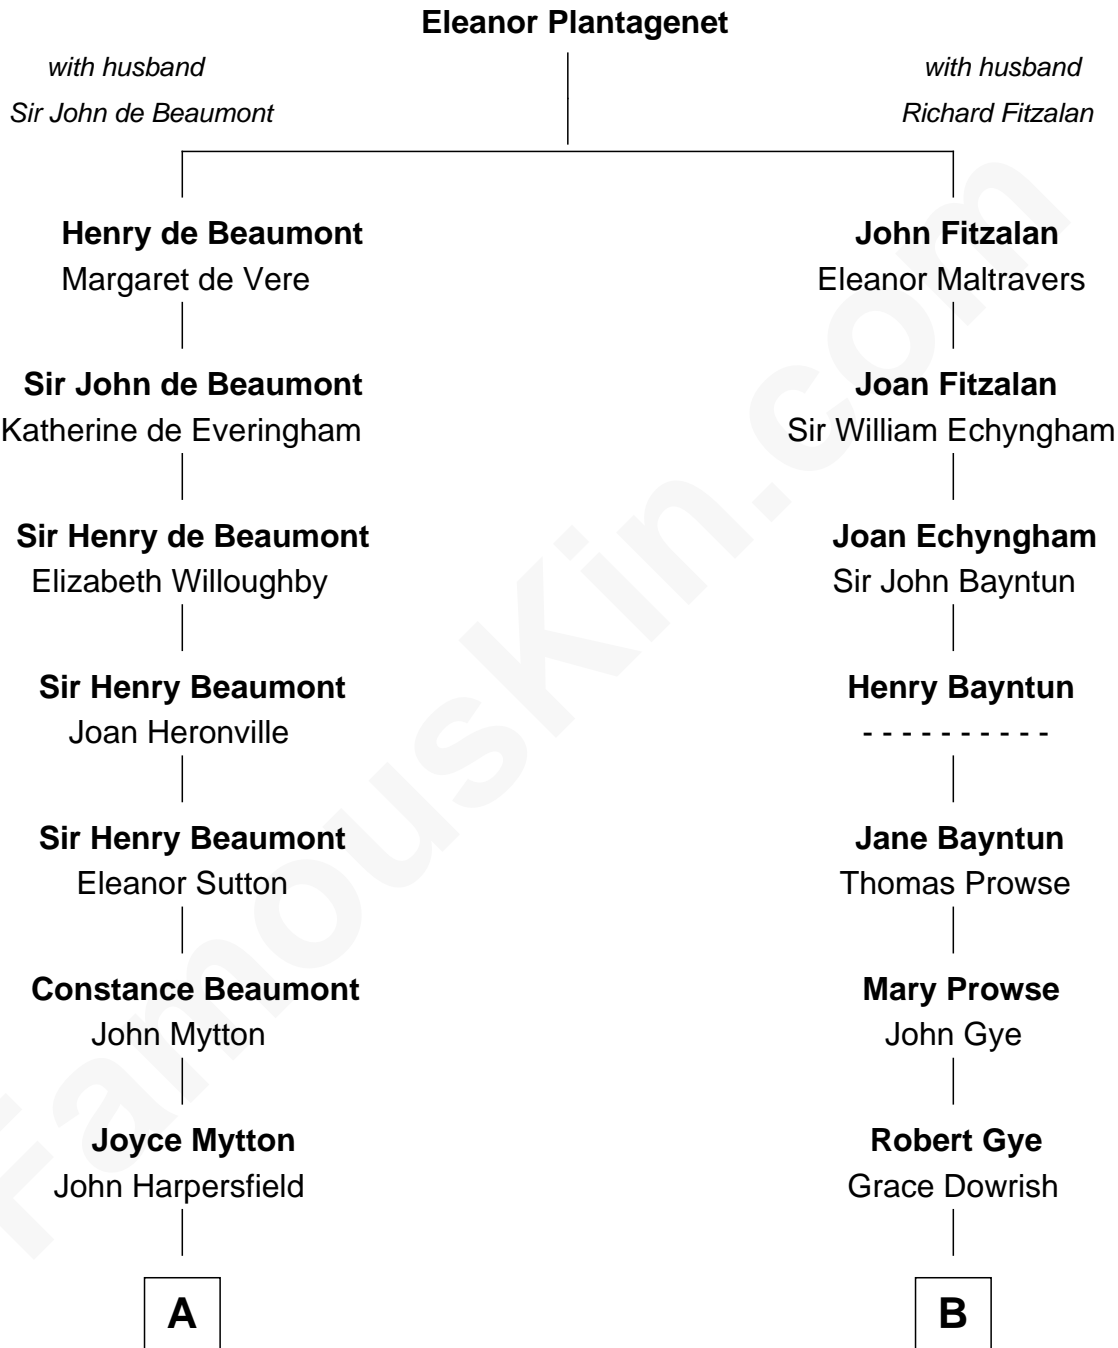 Eleanor Plantagenet
with husband
Sir John de Beaumont
with husband
Richard Fitzalan
Henry de Beaumont
Margaret de Vere
John Fitzalan
Eleanor Maltravers
Sir John de Beaumont
Katherine de Everingham
Joan Fitzalan
Sir William Echyngham
Sir Henry de Beaumont
Elizabeth Willoughby
Joan Echyngham
Sir John Bayntun
Sir Henry Beaumont
Joan Heronville
Henry Bayntun
- - - - - - - - - -
Sir Henry Beaumont
Eleanor Sutton
Jane Bayntun
Thomas Prowse
Constance Beaumont
John Mytton
Mary Prowse
John Gye
Joyce Mytton
John Harpersfield
Robert Gye
Grace Dowrish
A
B
FamousKin.com